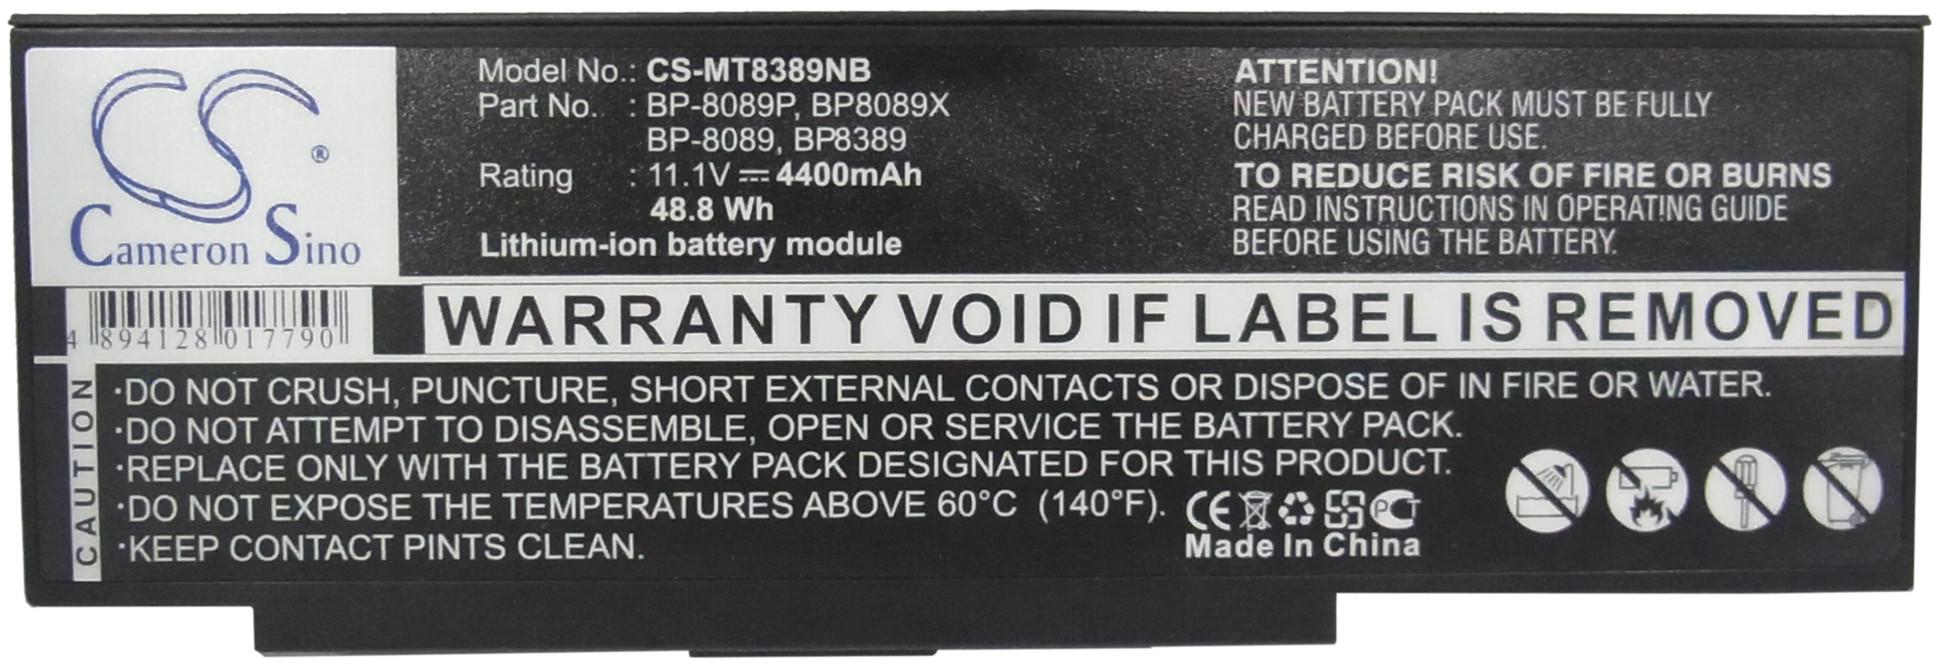 CS ®
Cameron Sino
Model No.: CS-MT8389NB
Part No. : BP-8089P, BP8089X
BP-8089, BP8389
Rating : 11.1V ⎓ 4400mAh
48.8 Wh
Lithium-ion battery module
ATTENTION!
NEW BATTERY PACK MUST BE FULLY
CHARGED BEFORE USE.
TO REDUCE RISK OF FIRE OR BURNS
READ INSTRUCTIONS IN OPERATING GUIDE
BEFORE USING THE BATTERY.
4 894128 017790
WARRANTY VOID IF LABEL IS REMOVED
CAUTION
·DO NOT CRUSH, PUNCTURE, SHORT EXTERNAL CONTACTS OR DISPOSE OF IN FIRE OR WATER.
·DO NOT ATTEMPT TO DISASSEMBLE, OPEN OR SERVICE THE BATTERY PACK.
·REPLACE ONLY WITH THE BATTERY PACK DESIGNATED FOR THIS PRODUCT.
·DO NOT EXPOSE THE TEMPERATURES ABOVE 60°C (140°F).
·KEEP CONTACT PINTS CLEAN.
CE PCT
Made In China